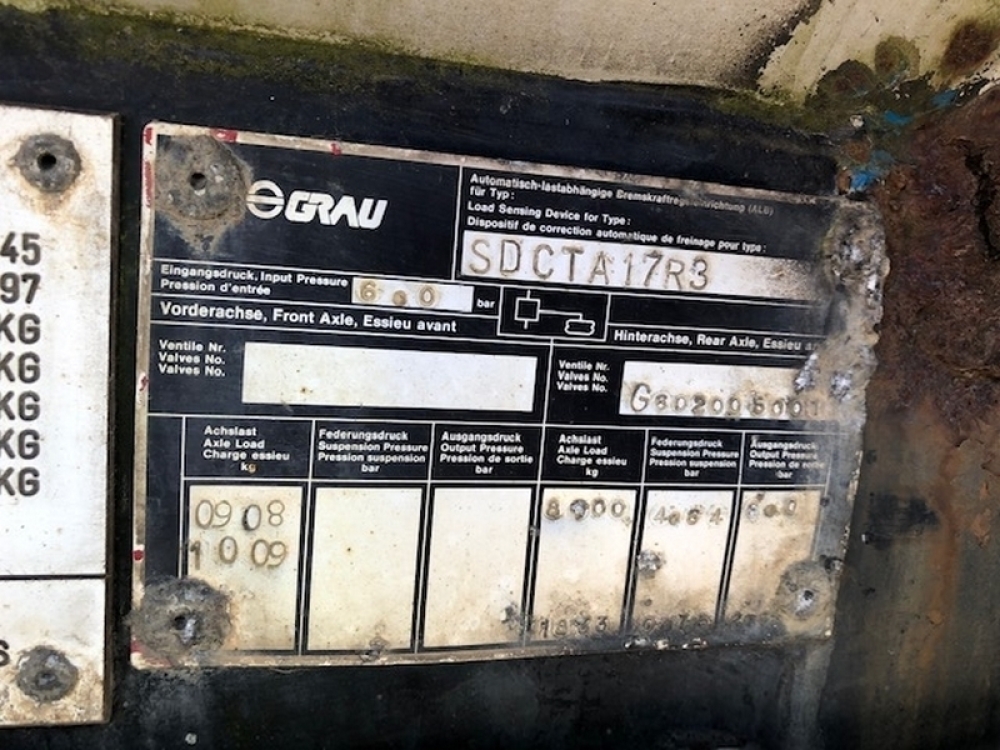 45
97
KG
KG
KG
KG
KG
S
GRAU
Automatisch-lastabhängige (ALB)
für Typ:
Load Sensing Device for Type:
Dispositif de correction automatique de freinage pour type:
SDCTA17R3
Eingangsdruck, Input Pressure
Pression d'entrée
6.0
bar
Vorderachse, Front Axle, Essieu avant
Hinterachse, Rear Axle, Essieu
Ventile Nr.
Valves No.
Valves No.
Ventile Nr.
Valves No.
Valves No.
Achslast
Axle Load
Charge essieu
kg
Federungsdruck
Suspension Pressure
Pression suspension
bar
Ausgangsdruck
Output Pressure
Pression de sortie
bar
Achslast
Axle Load
Charge essieu
kg
Federungsdruck
Suspension Pressure
Pression suspension
bar
Ausgangsdruck
Output Pressure
Pression de sortie
bar
0908
1009
8000
6.0